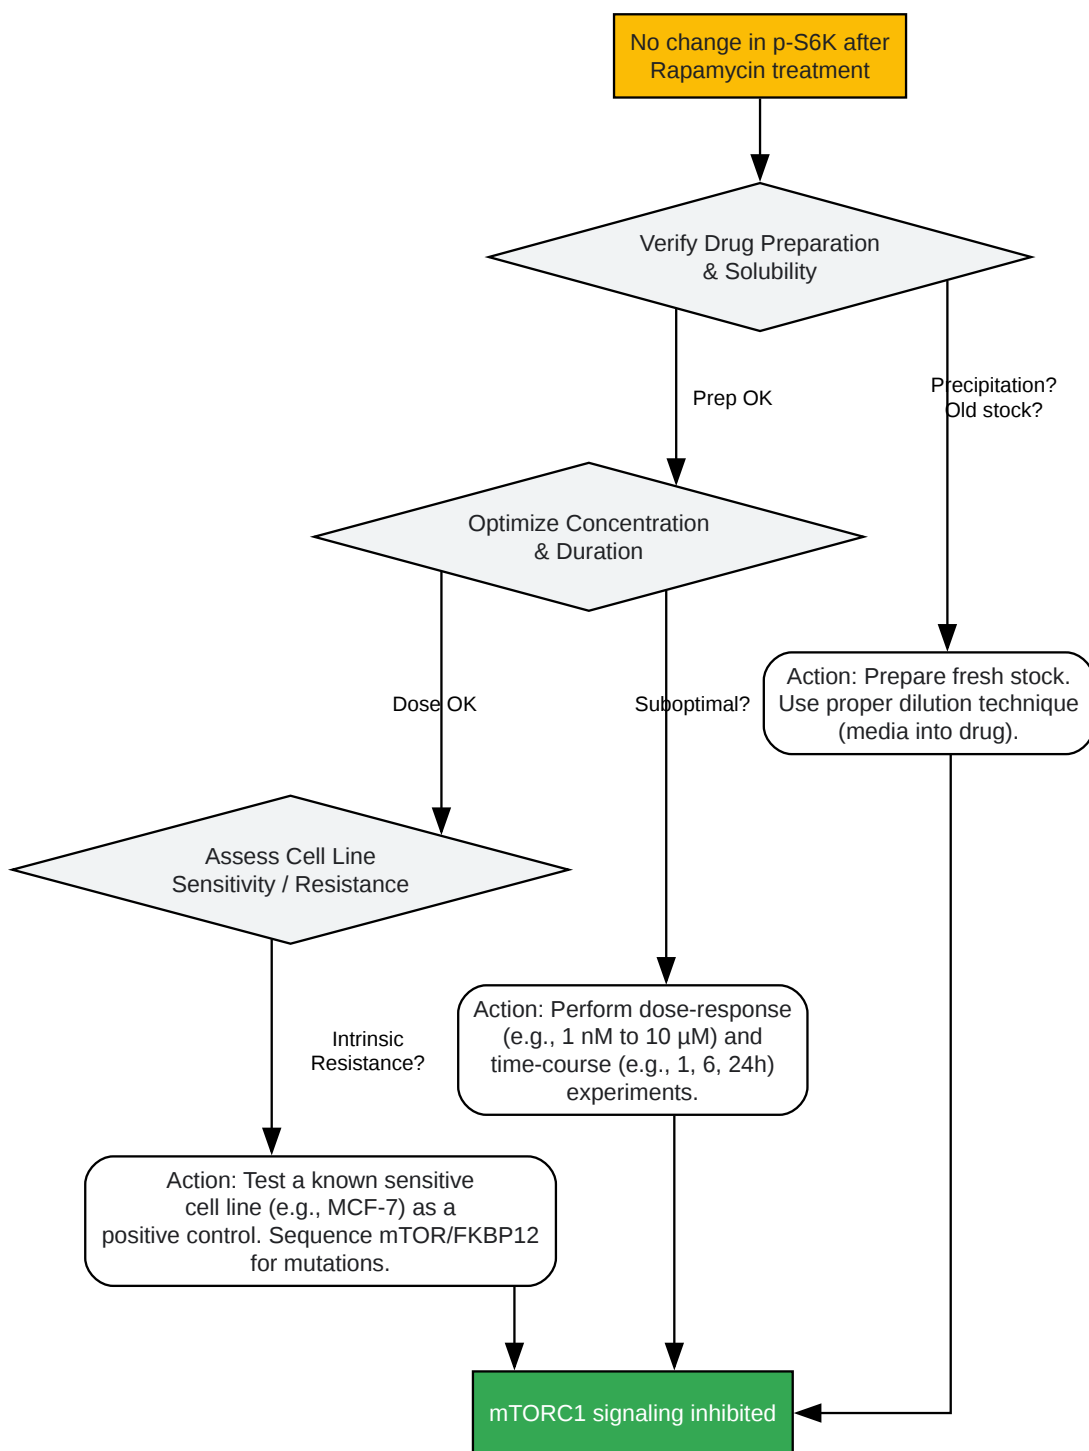 No change in p-S6K after
Rapamycin treatment
Verify Drug Preparation
& Solubility
Prep OK
Precipitation?
Old stock?
Optimize Concentration
& Duration
Action: Prepare fresh stock.
Use proper dilution technique
(media into drug).
Dose OK
Suboptimal?
Assess Cell Line
Sensitivity / Resistance
Action: Perform dose-response
(e.g., 1 nM to 10 µM) and
time-course (e.g., 1, 6, 24h)
experiments.
Intrinsic
Resistance?
Action: Test a known sensitive
cell line (e.g., MCF-7) as a
positive control. Sequence mTOR/FKBP12
for mutations.
mTORC1 signaling inhibited